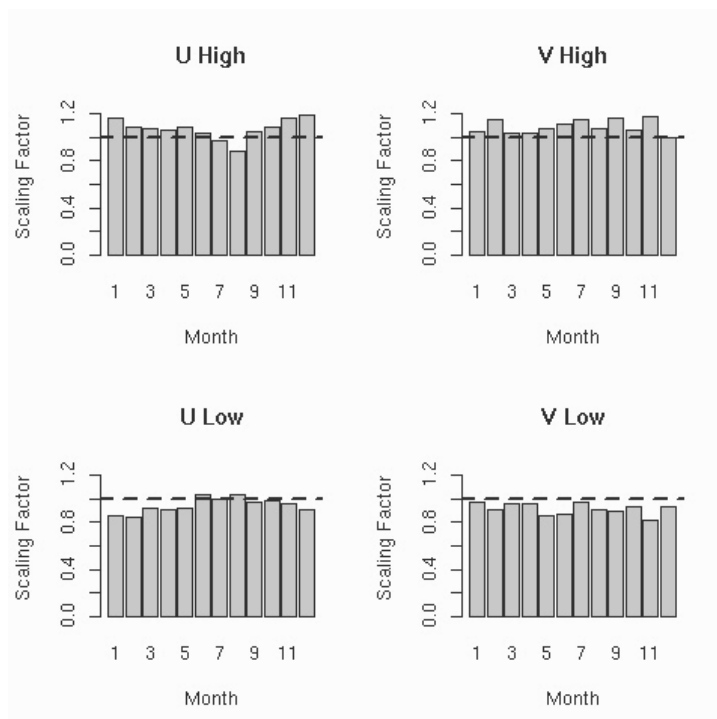 U High
Scaling Factor
0.0 0.4 0.8 1.2
1 3 5 7 9 11
Month
V High
Scaling Factor
0.0 0.4 0.8 1.2
1 3 5 7 9 11
Month
U Low
Scaling Factor
0.0 0.4 0.8 1.2
1 3 5 7 9 11
Month
V Low
Scaling Factor
0.0 0.4 0.8 1.2
1 3 5 7 9 11
Month